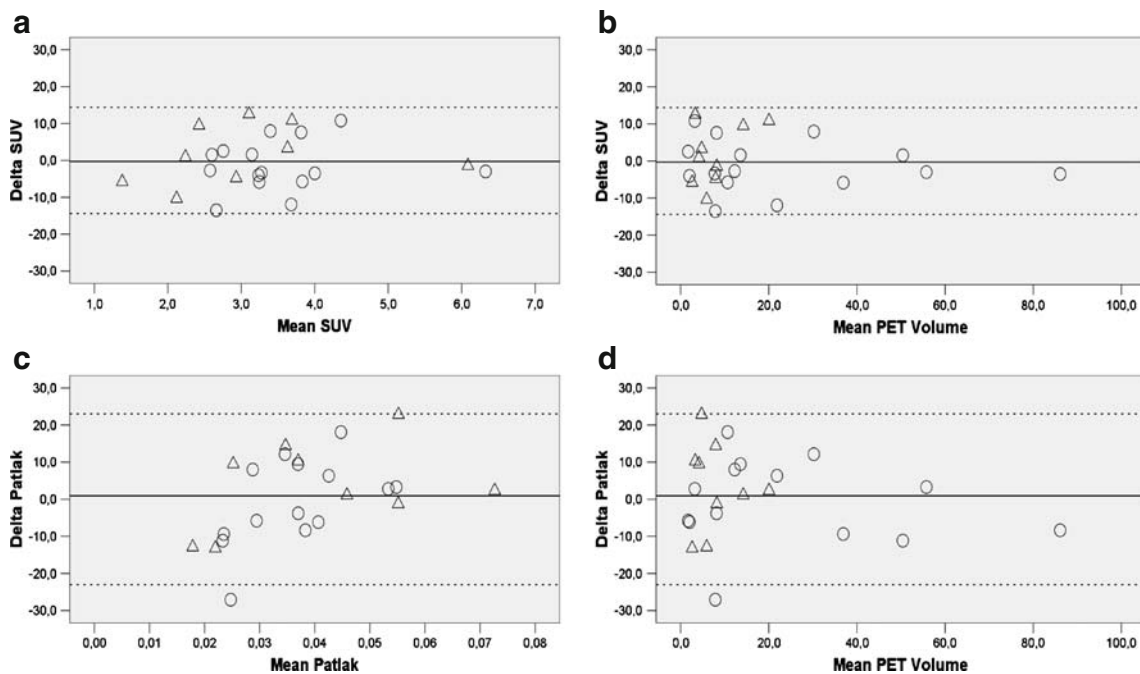 a
30,0
20,0
10,0
0,0
-10,0
-20,0
-30,0
Delta SUV
1,0 2,0 3,0 4,0 5,0 6,0 7,0
Mean SUV
b
30,0
20,0
10,0
0,0
-10,0
-20,0
-30,0
Delta SUV
0,0 20,0 40,0 60,0 80,0 100,0
Mean PET Volume
c
30,0
20,0
10,0
0,0
-10,0
-20,0
-30,0
Delta Patlak
0,00 0,01 0,02 0,03 0,04 0,05 0,06 0,07 0,08
Mean Patlak
d
30,0
20,0
10,0
0,0
-10,0
-20,0
-30,0
Delta Patlak
0,0 20,0 40,0 60,0 80,0 100,0
Mean PET Volume